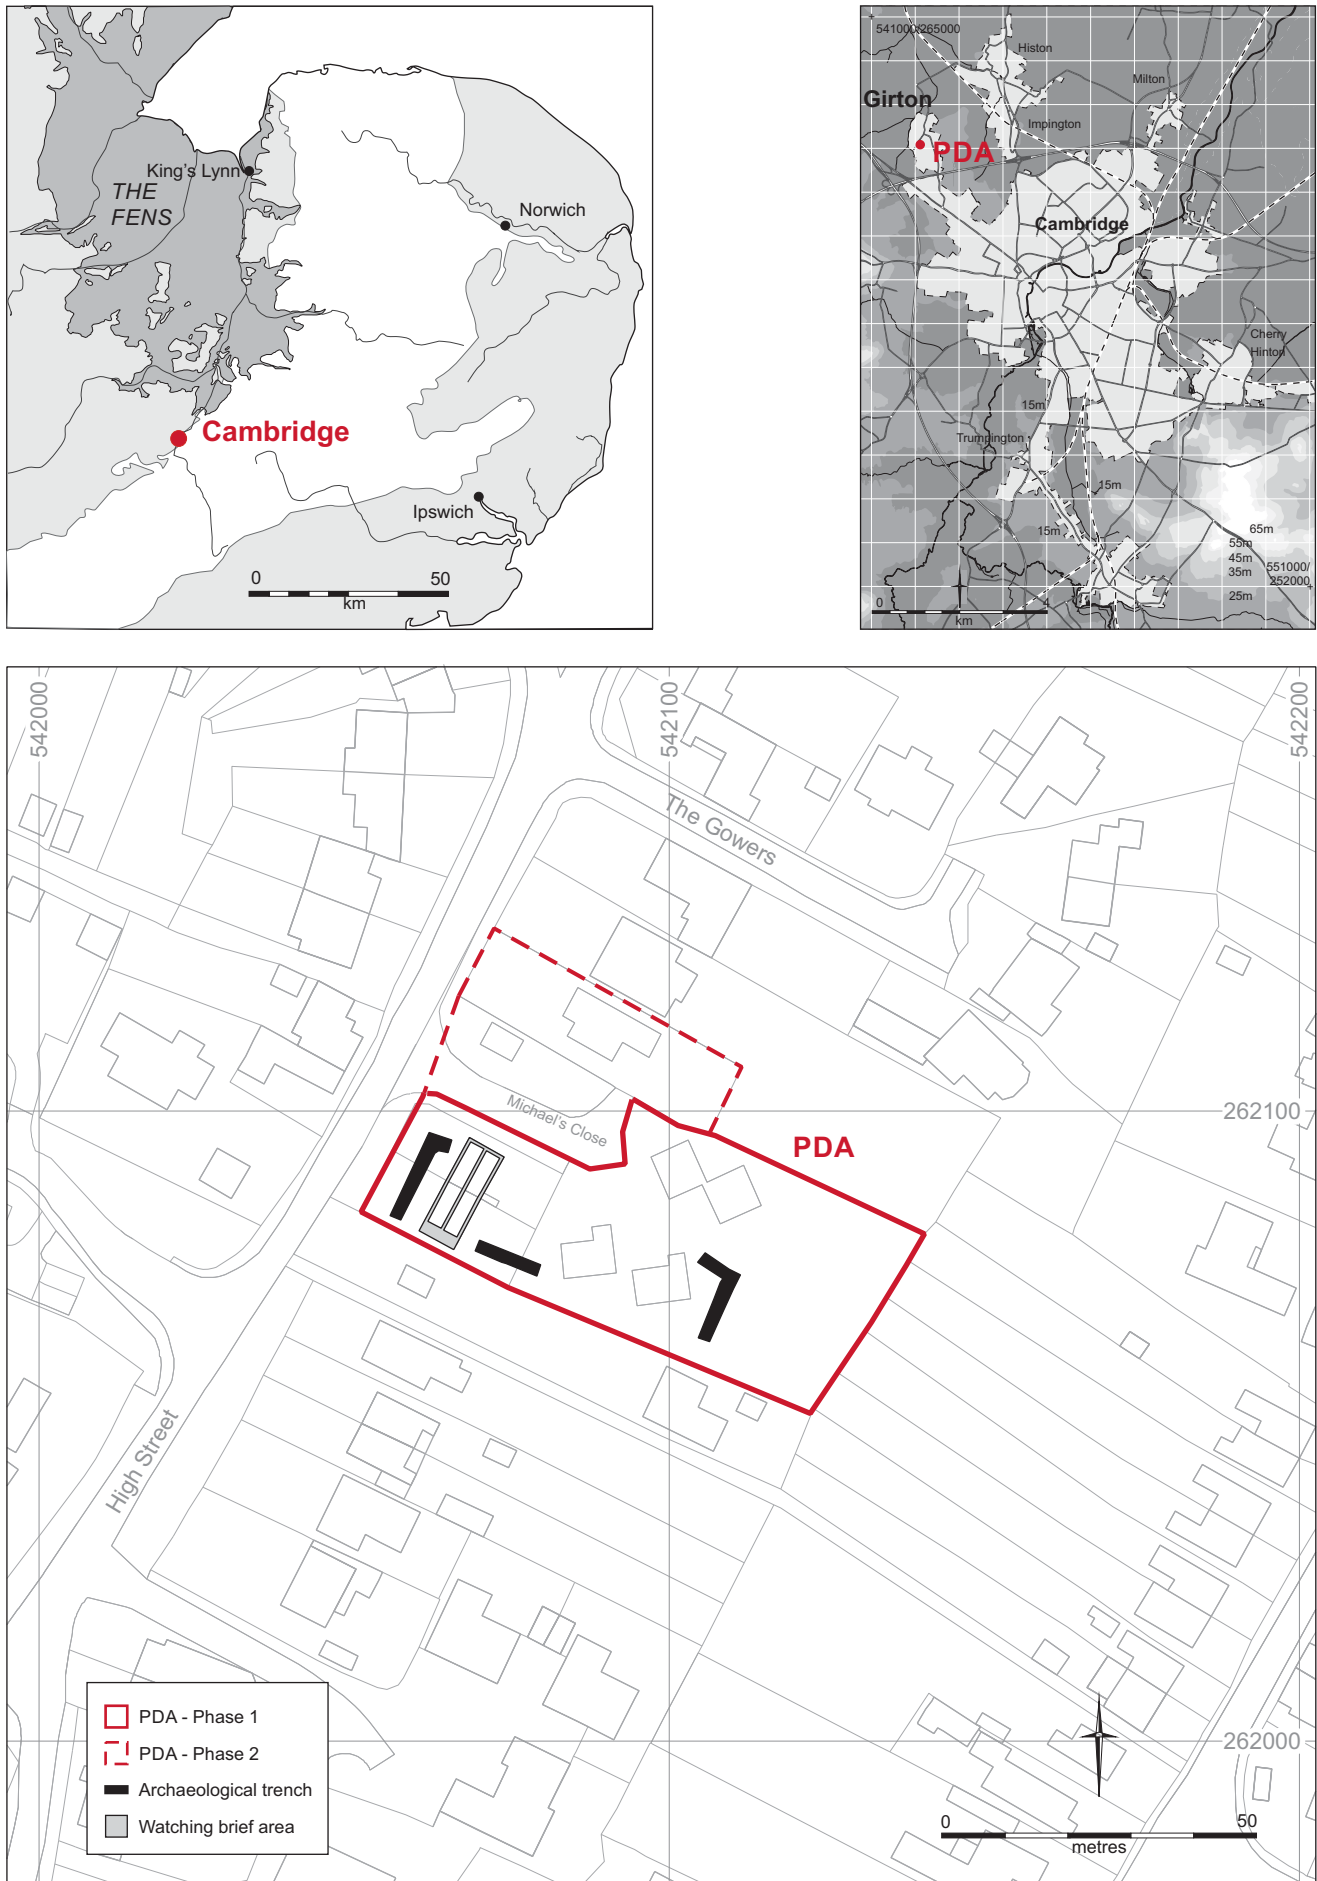 King's Lynn
THE
FENS
Norwich
Cambridge
Ipswich
0
50
km
541000/265000
Histon
Milton
Girton
Impington
PDA
Cambridge
Cherry
Hinton
15m
Trumpington
15m
15m
65m
55m
45m
35m
25m
551000/
252000
0
4
km
542000
542100
542200
The Gowers
Michael's Close
262100
PDA
High Street
262000
PDA - Phase 1
PDA - Phase 2
Archaeological trench
Watching brief area
0
50
metres